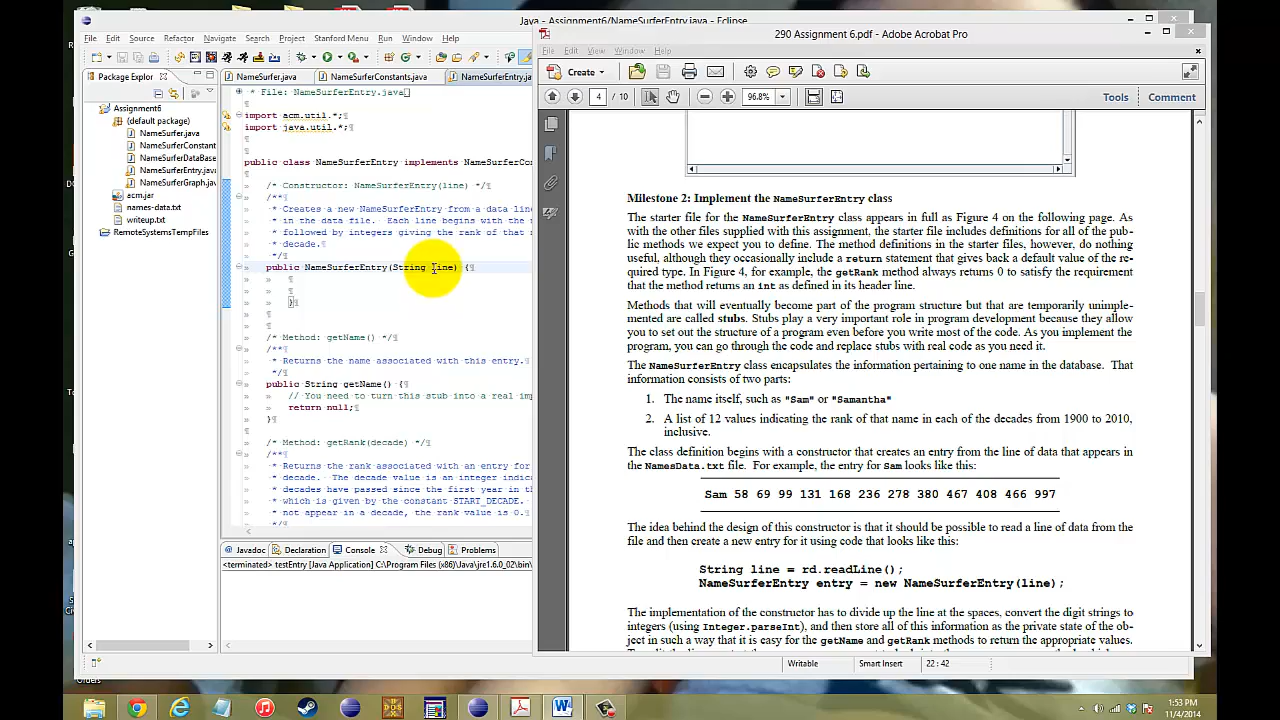 Java - Assignment6/NameSurferEntry.java - Eclipse
File Edit Source Refactor Navigate Search Project Stanford Menu Run Window Help
Package Explor
NameSurfer.java
NameSurferConstants.java
NameSurferEntry.ja
Assignment6
(default package)
NameSurfer.java
NameSurferConstant
NameSurferDataBase
NameSurferEntry.jav
NameSurferGraph.jav
acm.jar
names-data.txt
writeup.txt
RemoteSystemsTempFiles
* File: NameSurferEntry.java
import acm.util.*;
import java.util.*;
public class NameSurferEntry implements NameSurferCo
/* Constructor: NameSurferEntry(line) */
/**
* Creates a new NameSurferEntry from a data line
* in the data file. Each line begins with the
* followed by integers giving the rank of that
* decade.
*/
public NameSurferEntry(String line) {
}
/* Method: getName() */
/**
* Returns the name associated with this entry.
*/
public String getName() {
// You need to turn this stub into a real im
return null;
}
/* Method: getRank(decade) */
/**
* Returns the rank associated with an entry for
* decade. The decade value is an integer indic
* decades have passed since the first year in th
* which is given by the constant START_DECADE.
* not appear in a decade, the rank value is 0.
*/
Javadoc Declaration Console Debug Problems
<terminated> testEntry [Java Application] C:\Program Files (x86)\Java\jre1.6.0_02\bin\
Writable Smart Insert 22 : 42
290 Assignment 6.pdf - Adobe Acrobat Pro
File Edit View Window Help
Create
4 / 10 96.8% Tools Comment
Milestone 2: Implement the NameSurferEntry class
The starter file for the NameSurferEntry class appears in full is Figure 4 on the following page. As
with the other files supplied with this assignment, the starter file includes definitions for all of the pub-
lic methods we expect you to define. The method definitions in the starter files, however, do nothing
useful, although they occasionally include a return statement that gives back a default value of the re-
quired type. In Figure 4, for example, the getRank method always returns 0 to satisfy the requirement
that the method returns an int as defined in its header line.
Methods that will eventually become part of the program structure but that are temporarily unimple-
mented are called stubs. Stubs play a very important role in program development because they allow
you to set out the structure of a program even before you write most of the code. As you implement the
program, you can go through the code and replace stubs with real code as you need it.
The NameSurferEntry class encapsulates the information pertaining to one name in the database. That
information consists of two parts:
1. The name itself, such as "Sam" or "Samantha"
2. A list of 12 values indicating the rank of that name in each of the decades from 1900 to 2010,
inclusive.
The class definition begins with a constructor that creates an entry from the line of data that appears in
the NamesData.txt file. For example, the entry for Sam looks like this:
Sam 58 69 99 131 168 236 278 380 467 408 466 997
The idea behind the design of this constructor is that it should be possible to read a line of data from the
file and then create a new entry for it using code that looks like this:
String line = rd.readLine();
NameSurferEntry entry = new NameSurferEntry(line);
The implementation of the constructor has to divide up the line at the spaces, convert the digit strings to
integers (using Integer.parseInt), and then store all of this information as the private state of the ob-
ject in such a way that it is easy for the getName and getRank methods to return the appropriate values.
1:53 PM
11/4/2014